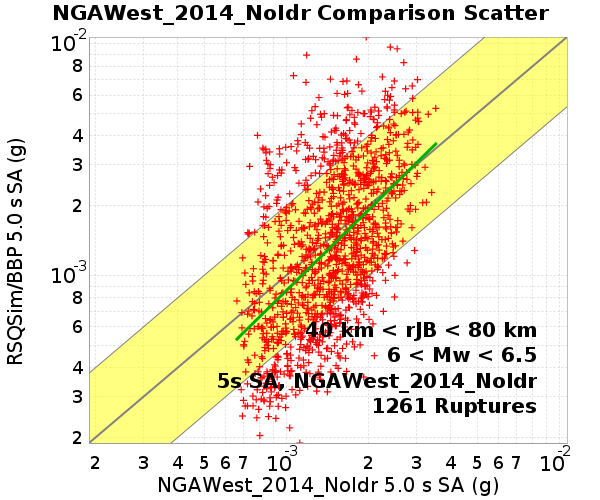 NGAWest_2014_NoIdr Comparison Scatter
RSQSim/BBP 5.0 s SA (g)
10-2
8
6
4
3
2
10-3
8
6
4
3
2
40 km < rJB < 80 km
6 < Mw < 6.5
5s SA, NGAWest_2014_NoIdr
1261 Ruptures
2 3 4 5 6 7 10-3 2 3 4 5 6 7 10-2
NGAWest_2014_NoIdr 5.0 s SA (g)